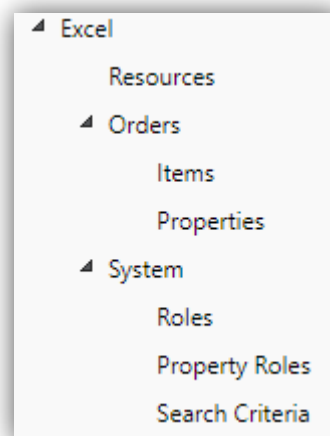 Excel
Resources
Orders
Items
Properties
System
Roles
Property Roles
Search Criteria